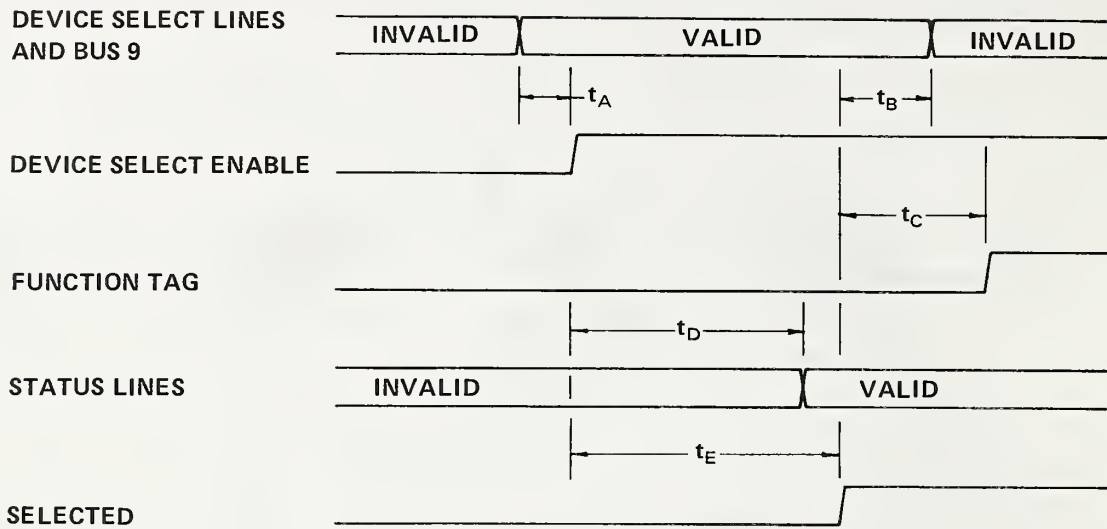 DEVICE SELECT LINES
AND BUS 9
INVALID
VALID
INVALID
tA
tB
DEVICE SELECT ENABLE
tC
FUNCTION TAG
tD
STATUS LINES
INVALID
VALID
tE
SELECTED